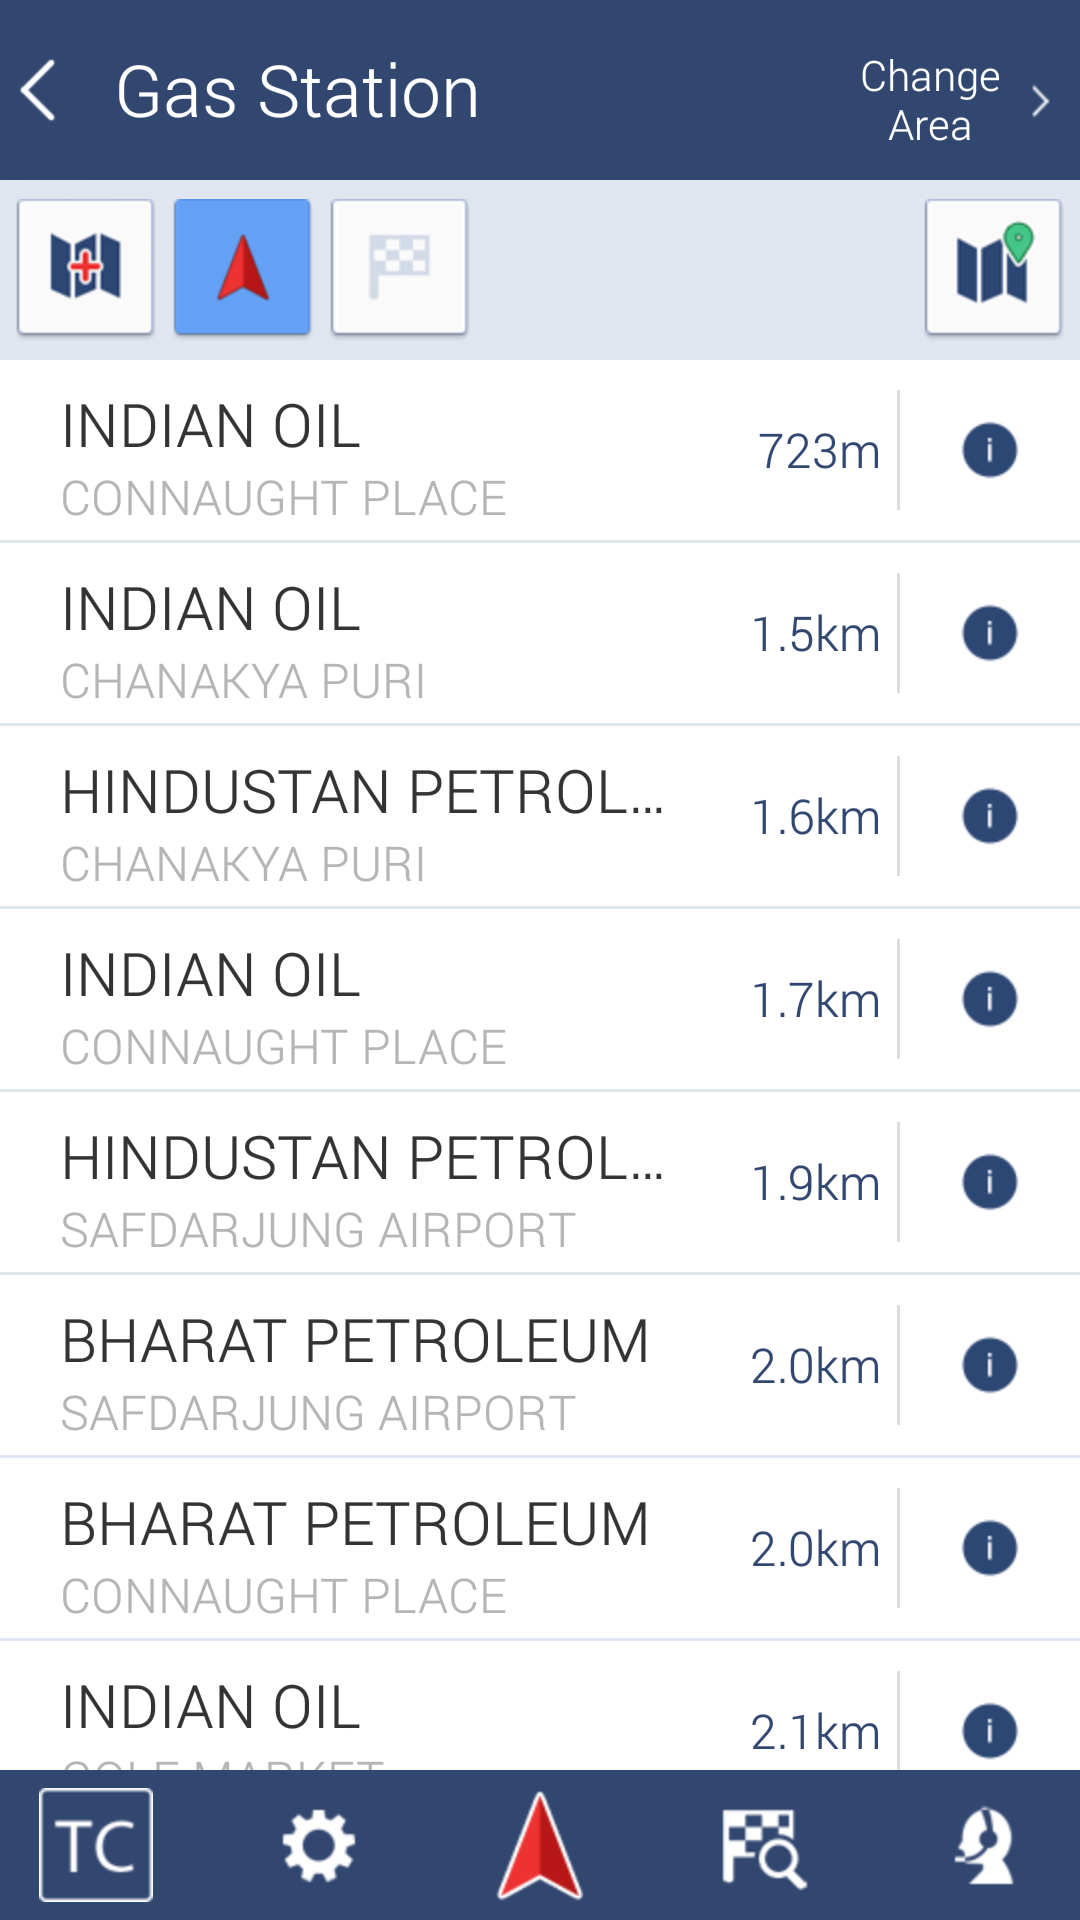 Gas Station
Change
Area
INDIAN OIL
723m
CONNAUGHT PLACE
INDIAN OIL
1.5km
CHANAKYA PURI
HINDUSTAN PETROL...
1.6km
CHANAKYA PURI
INDIAN OIL
1.7km
CONNAUGHT PLACE
HINDUSTAN PETROL...
1.9km
SAFDARJUNG AIRPORT
BHARAT PETROLEUM
2.0km
SAFDARJUNG AIRPORT
BHARAT PETROLEUM
2.0km
CONNAUGHT PLACE
INDIAN OIL
2.1km
MARKET
TC